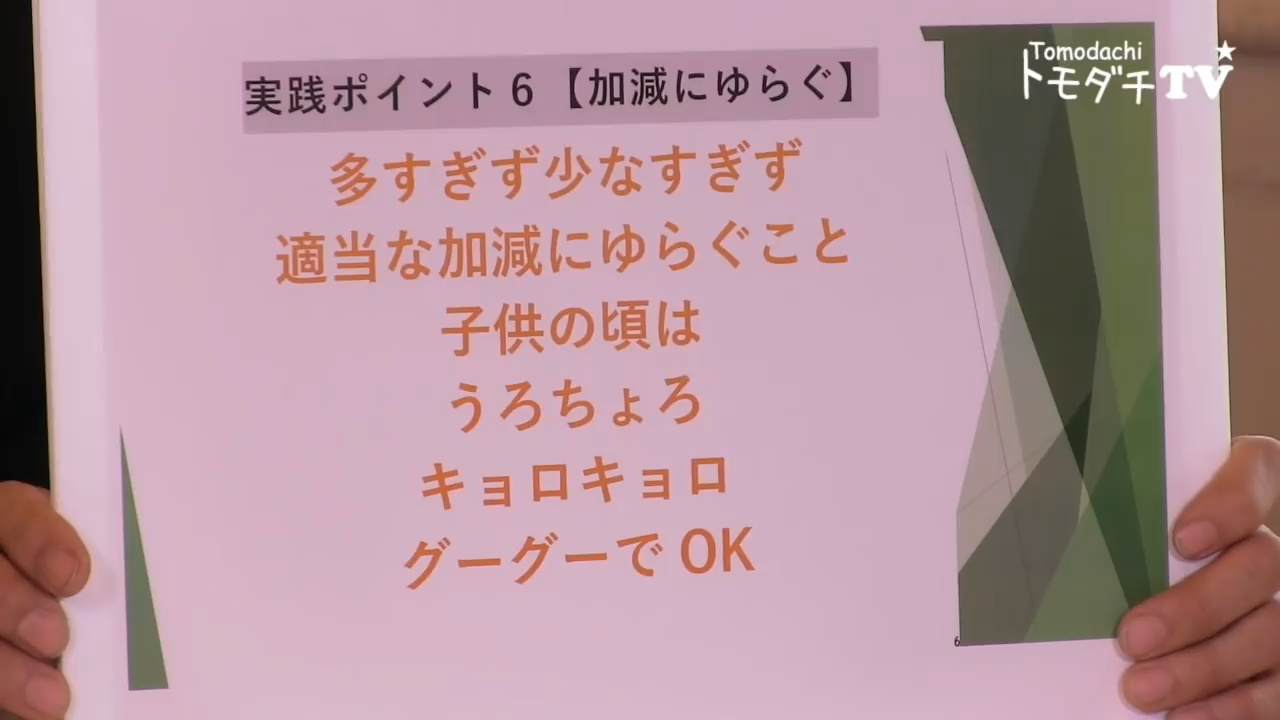 Tomodachi
トモダチTV
実践ポイント6【加減にゆらぐ】
多すぎず少なすぎず
適当な加減にゆらぐこと
子供の頃は
うろちょろ
キョロキョロ
グーグーでOK
6